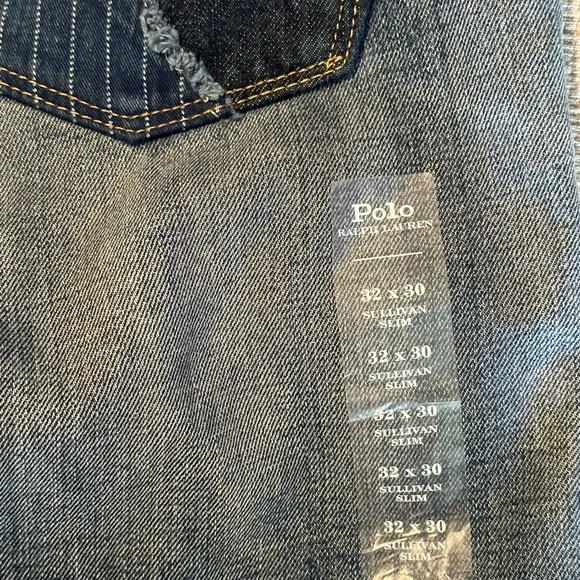 Polo
RALPH LAUREN
32 x 30
SULLIVAN
SLIM
32 x 30
SULLIVAN
SLIM
32 x 30
SULLIVAN
SLIM
32 x 30
SULLIVAN
SLIM
32 x 30
SULLIVAN
SLIM